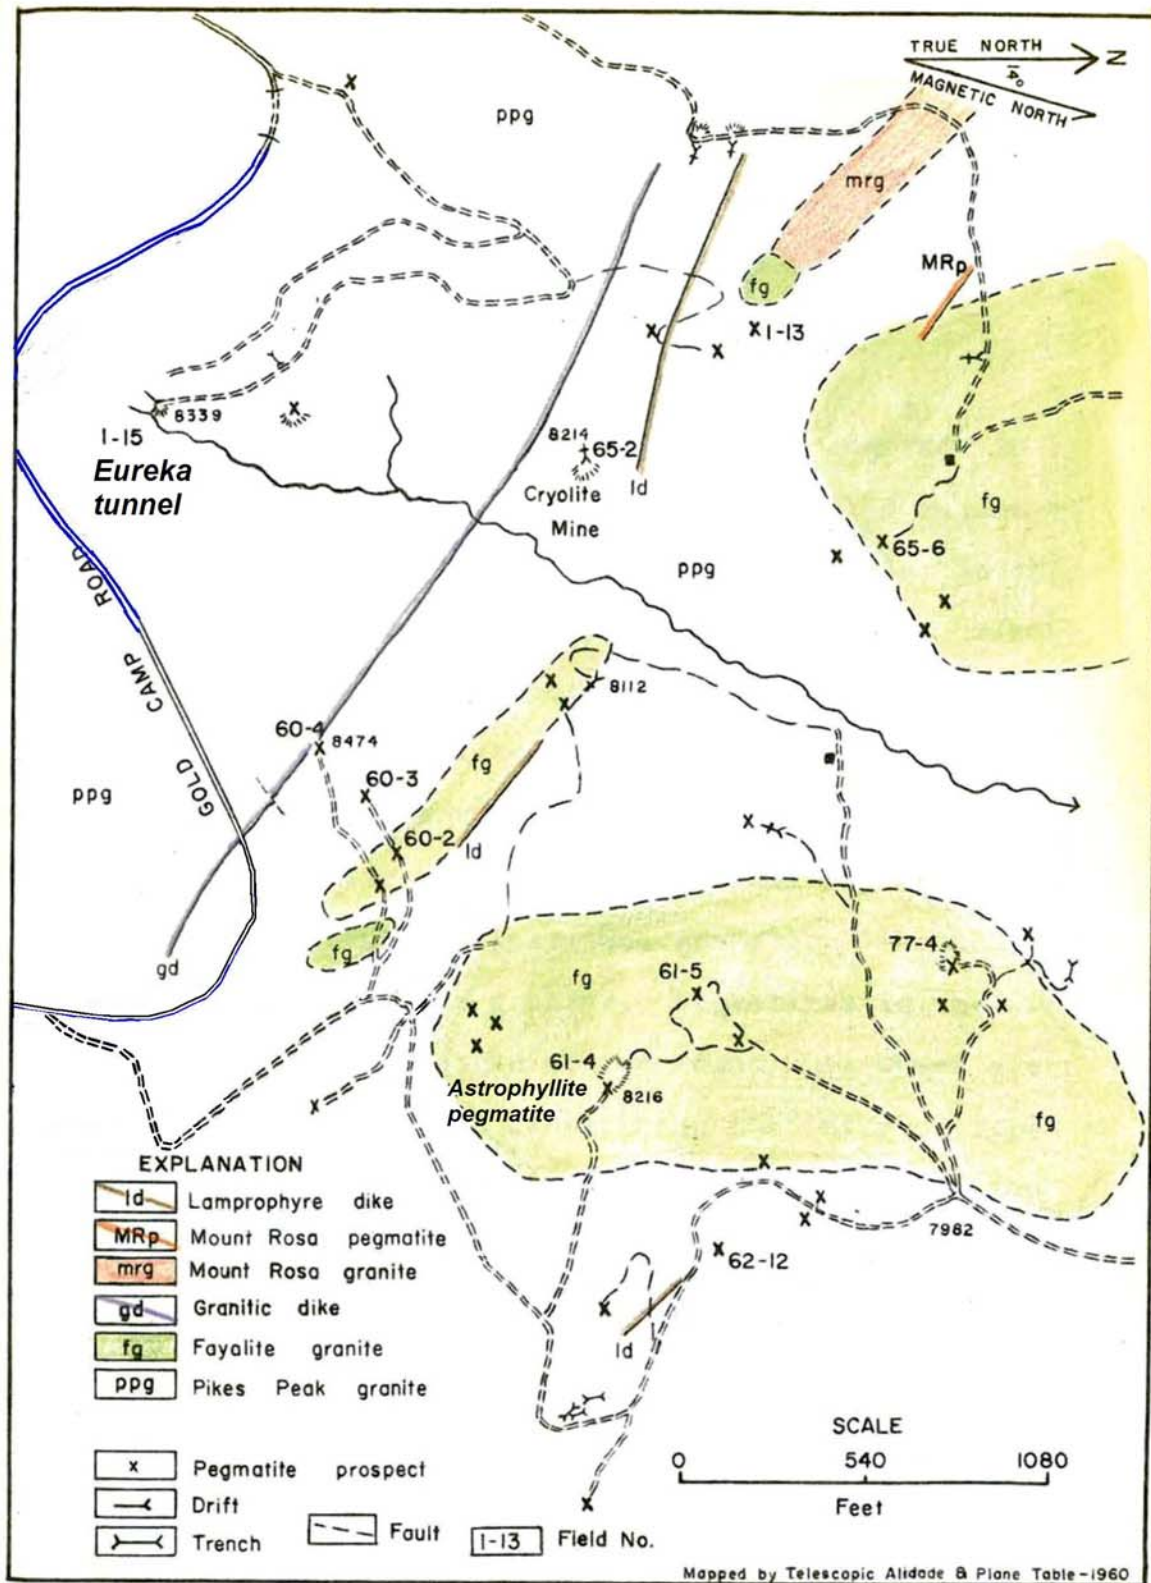 TRUE NORTH
N
MAGNETIC NORTH
ppg
mrg
MRp
fg
1-13
8339
1-15
Eureka
tunnel
8214
65-2
Cryolite
Mine
ld
fg
65-6
ppg
GOLD CAMP ROAD
8112
60-4
8474
fg
60-3
ppg
60-2
ld
fg
gd
fg
61-5
77-4
61-4
Astrophyllite
pegmatite
8216
fg
7982
62-12
ld
EXPLANATION
ld Lamprophyre dike
MRp Mount Rosa pegmatite
mrg Mount Rosa granite
gd Granitic dike
fg Fayalite granite
ppg Pikes Peak granite
x Pegmatite prospect
Drift
Trench
Fault
1-13 Field No.
SCALE
0 540 1080
Feet
Mapped by Telescopic Alidade & Plane Table-1960